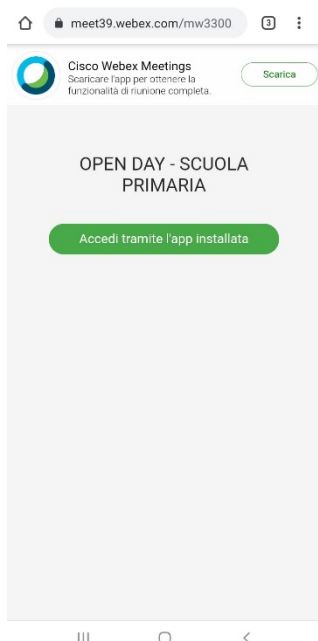 meet39.webex.com/mw3300
3
Cisco Webex Meetings
Scaricare l'app per ottenere la
funzionalità di riunione completa.
Scarica
OPEN DAY - SCUOLA
PRIMARIA
Accedi tramite l'app installata